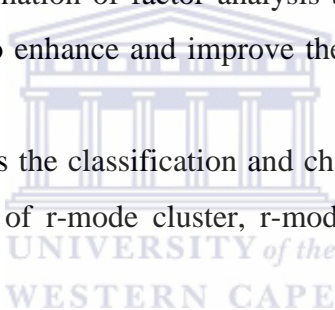 nation of factor analysis
o enhance and improve the
s the classification and ch
of r-mode cluster, r-mod
UNIVERSITY of the
WESTERN CAPE